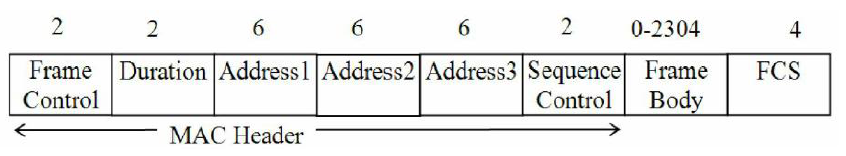 2 2 6 6 6 2 0-2304 4
Frame Duration Address1 Address2 Address3 Sequence Frame FCS
Control Control Body
MAC Header